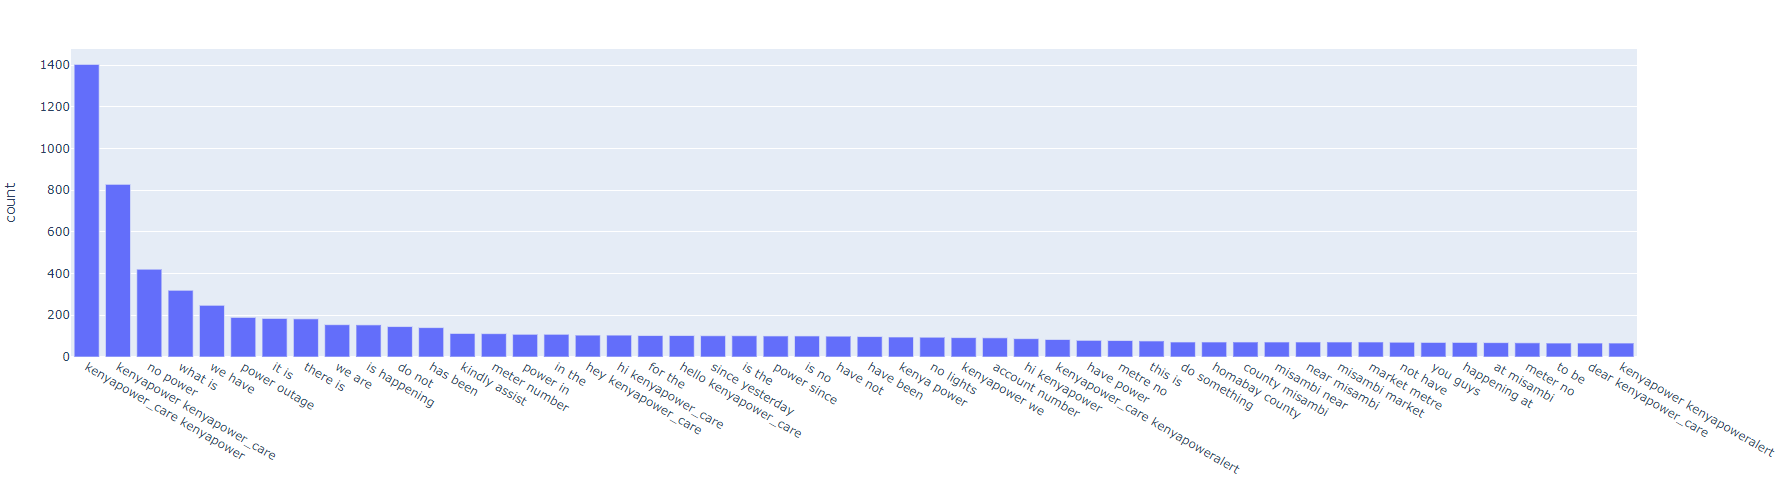 1400
1200
1000
800
600
400
200
0
count
kenyapower_care kenyapower
kenyapower kenyapower_care
no power
what is
we have
power outage
it is
there is
we are
is happening
do not
has been
kindly assist
meter number
power in
in the
hey kenyapower_care
hi kenyapower_care
for the
hello kenyapower_care
since yesterday
is the
power since
is no
have not
have been
kenya power
no lights
kenyapower we
account number
hi kenyapower
kenyapower_care kenyapoweralert
have power
metre no
this is
do something
homabay county
county misambi
misambi near
near misambi
misambi market
market metre
not have
you guys
happening at
at misambi
meter no
to be
dear kenyapower_care
kenyapower kenyapoweralert